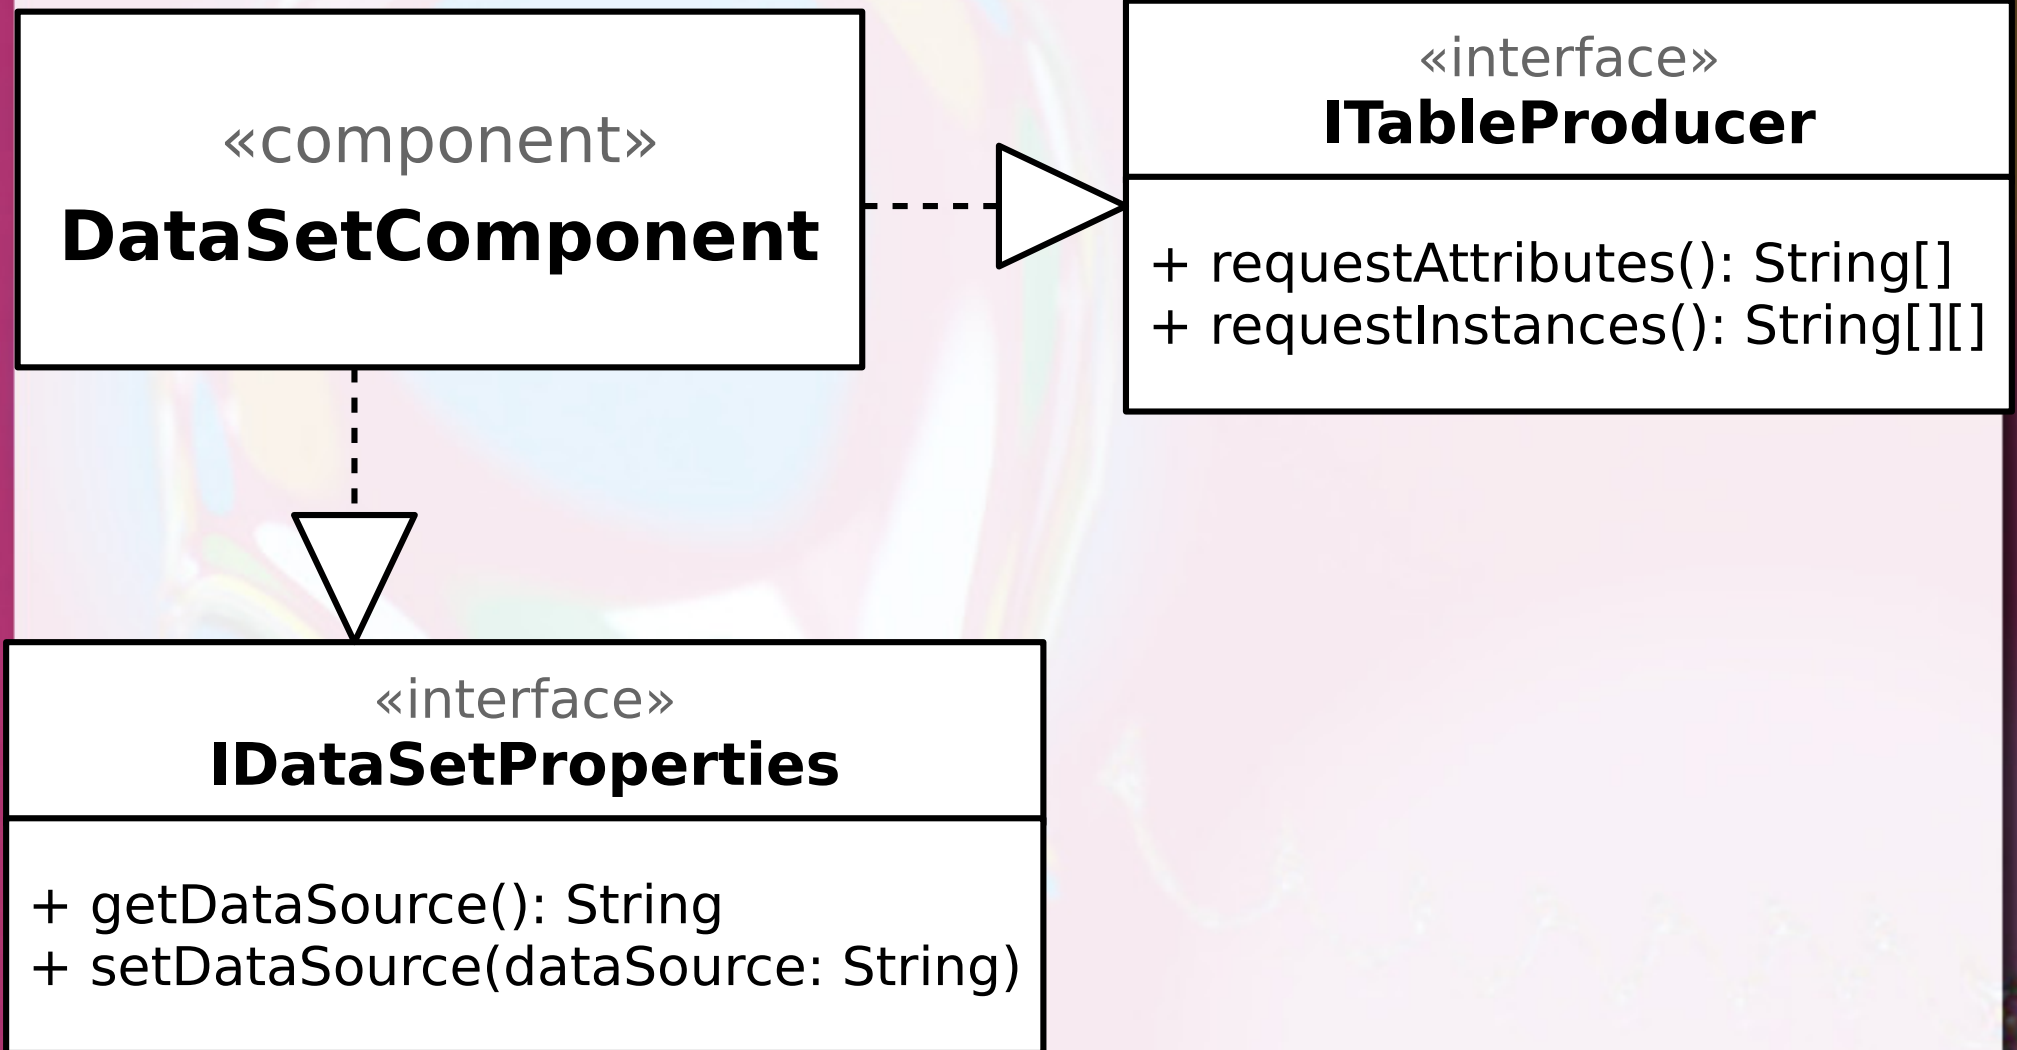 «component»
DataSetComponent
«interface»
ITableProducer
+ requestAttributes(): String[]
+ requestInstances(): String[][]
«interface»
IDataSetProperties
+ getDataSource(): String
+ setDataSource(dataSource: String)